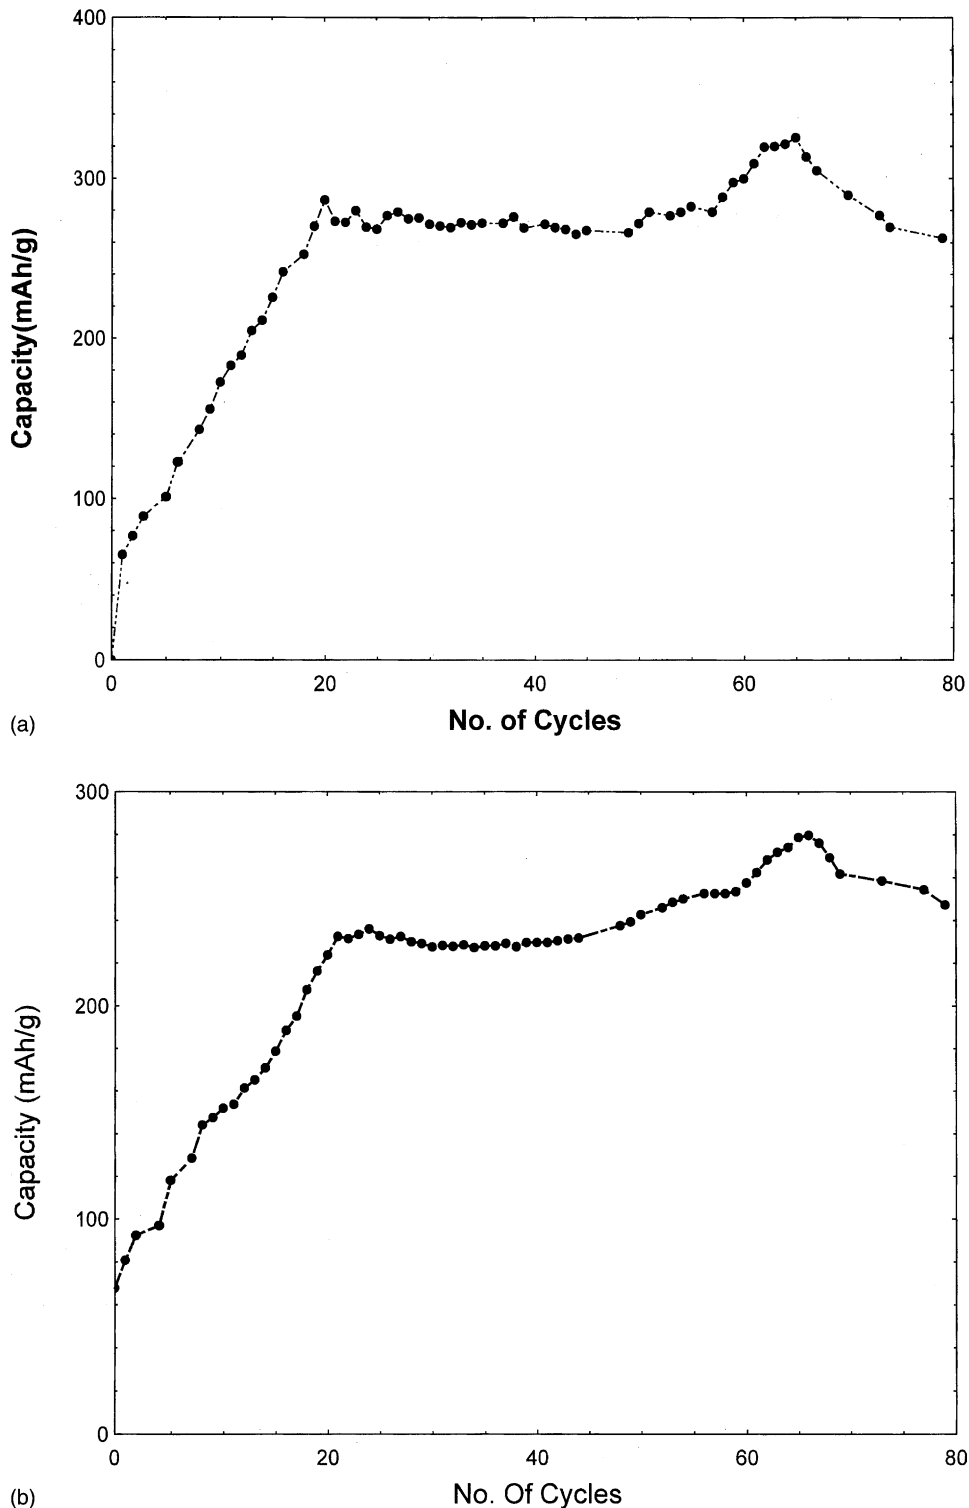 400
300
200
100
0
Capacity(mAh/g)
0 20 40 60 80
No. of Cycles
(a)
300
200
100
0
Capacity (mAh/g)
0 20 40 60 80
No. Of Cycles
(b)